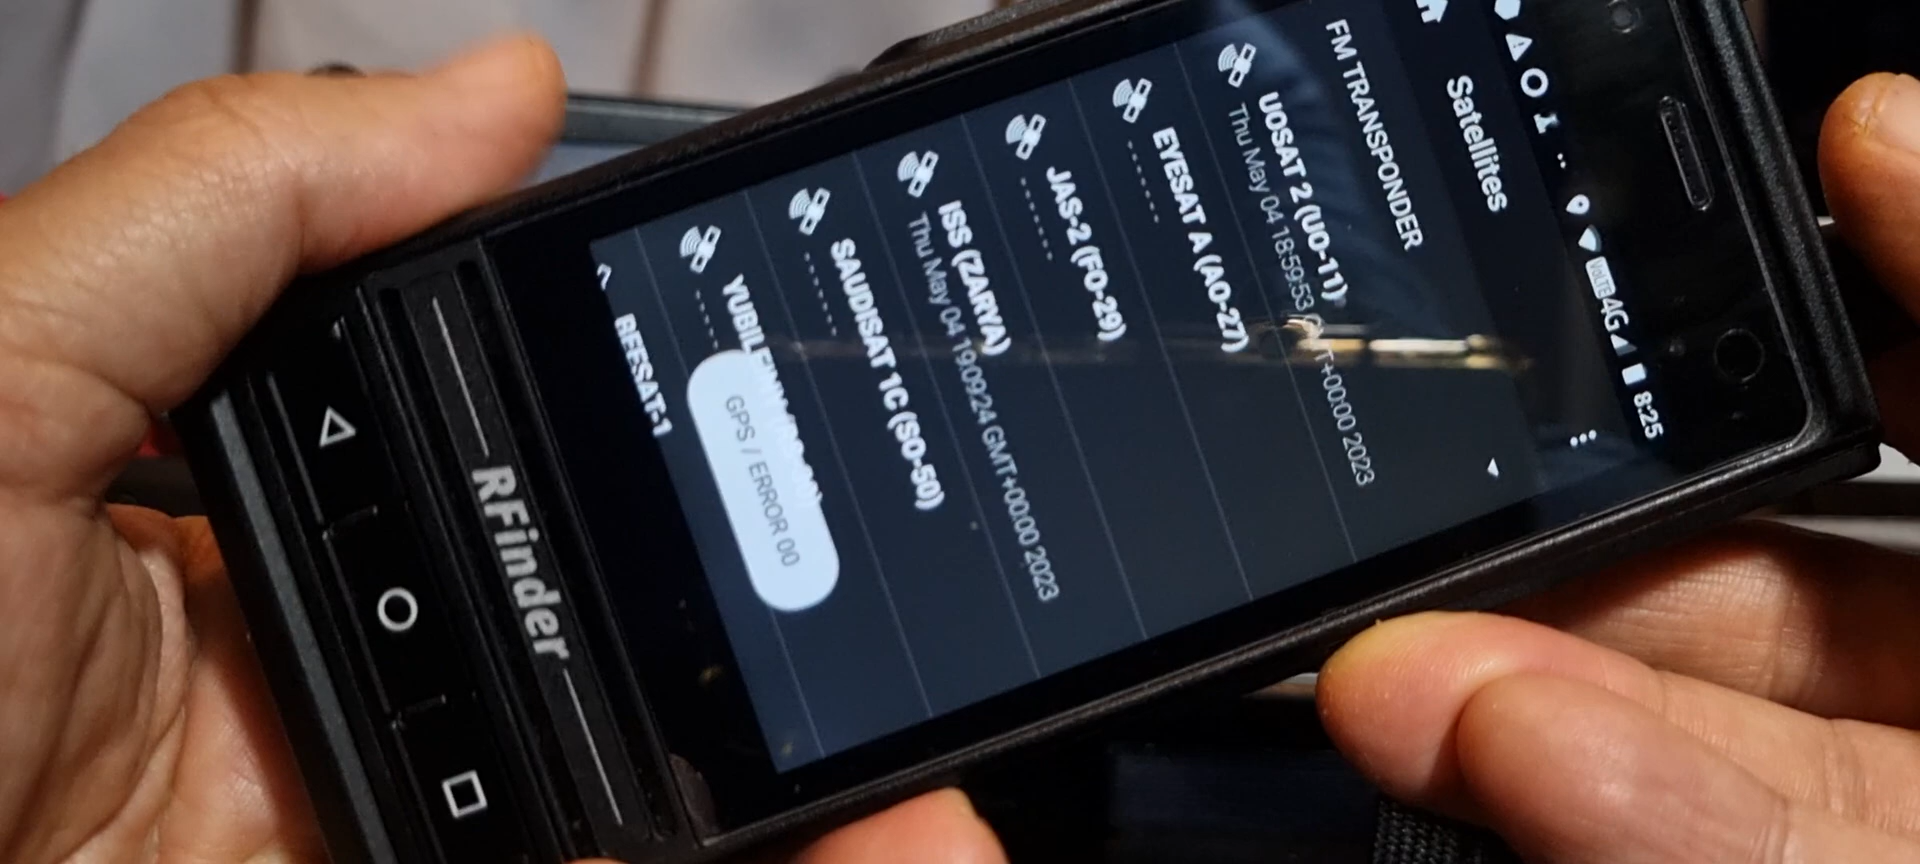 VoLTE 4G 8:25
Satellites
FM TRANSPONDER
UOSAT 2 (UO-11)
Thu May 04 18:59:53 GMT+00:00 2023
EYESAT A (AO-27)
------
JAS-2 (FO-29)
------
ISS (ZARYA)
Thu May 04 19:09:24 GMT+00:00 2023
SAUDISAT 1C (SO-50)
------
GPS / ERROR 00
BEESAT-1
RFinder